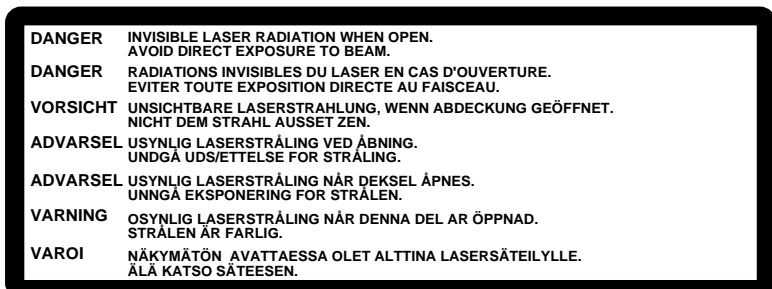 DANGER INVISIBLE LASER RADIATION WHEN OPEN.
AVOID DIRECT EXPOSURE TO BEAM.
DANGER RADIATIONS INVISIBLES DU LASER EN CAS D'OUVERTURE.
EVITER TOUTE EXPOSITION DIRECTE AU FAISCEAU.
VORSICHT UNSICHTBARE LASERSTRAHLUNG, WENN ABDECKUNG GEÖFFNET.
NICHT DEM STRAHL AUSSET ZEN.
ADVARSEL USYNLIG LASERSTRÅLING VED ÅBNING.
UNDGÅ UDS/ETTELSE FOR STRÅLING.
ADVARSEL USYNLIG LASERSTRÅLING NÅR DEKSEL ÅPNES.
UNNGÅ EKSPONERING FOR STRÅLEN.
VARNING OSYNLIG LASERSTRÅLING NÅR DENNA DEL AR ÖPPNAD.
STRÅLEN ÄR FARLIG.
VAROI NÄKYMÄTÖN AVATTAESSA OLET ALTTINA LASERSÄTEILYLLE.
ÄLÄ KATSO SÄTEESEN.